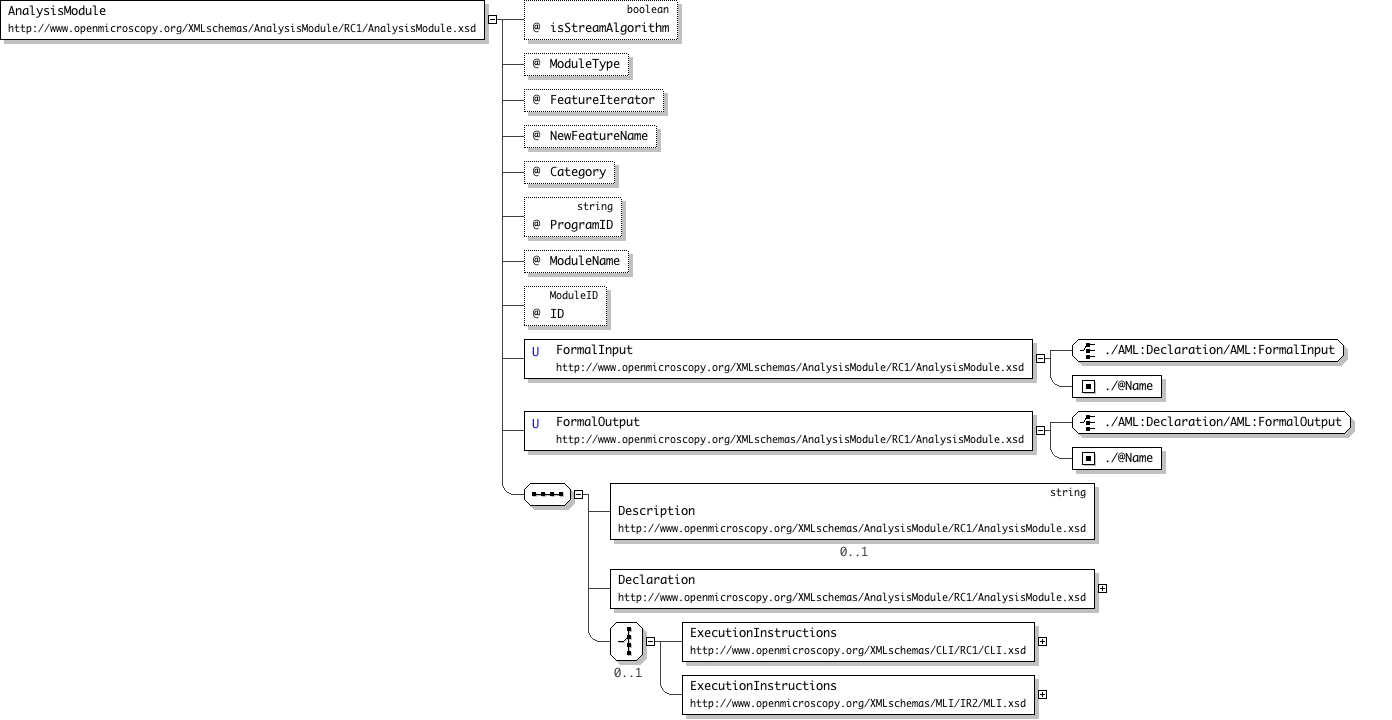 AnalysisModule
http://www.openmicroscopy.org/XMLschemas/AnalysisModule/RC1/AnalysisModule.xsd
boolean
@ isStreamAlgorithm
@ ModuleType
@ FeatureIterator
@ NewFeatureName
@ Category
string
@ ProgramID
@ ModuleName
ModuleID
@ ID
U FormalInput
http://www.openmicroscopy.org/XMLschemas/AnalysisModule/RC1/AnalysisModule.xsd
./AML:Declaration/AML:FormalInput
./@Name
U FormalOutput
http://www.openmicroscopy.org/XMLschemas/AnalysisModule/RC1/AnalysisModule.xsd
./AML:Declaration/AML:FormalOutput
./@Name
string
Description
http://www.openmicroscopy.org/XMLschemas/AnalysisModule/RC1/AnalysisModule.xsd
0..1
Declaration
http://www.openmicroscopy.org/XMLschemas/AnalysisModule/RC1/AnalysisModule.xsd
0..1
ExecutionInstructions
http://www.openmicroscopy.org/XMLschemas/CLI/RC1/CLI.xsd
ExecutionInstructions
http://www.openmicroscopy.org/XMLschemas/MLI/IR2/MLI.xsd